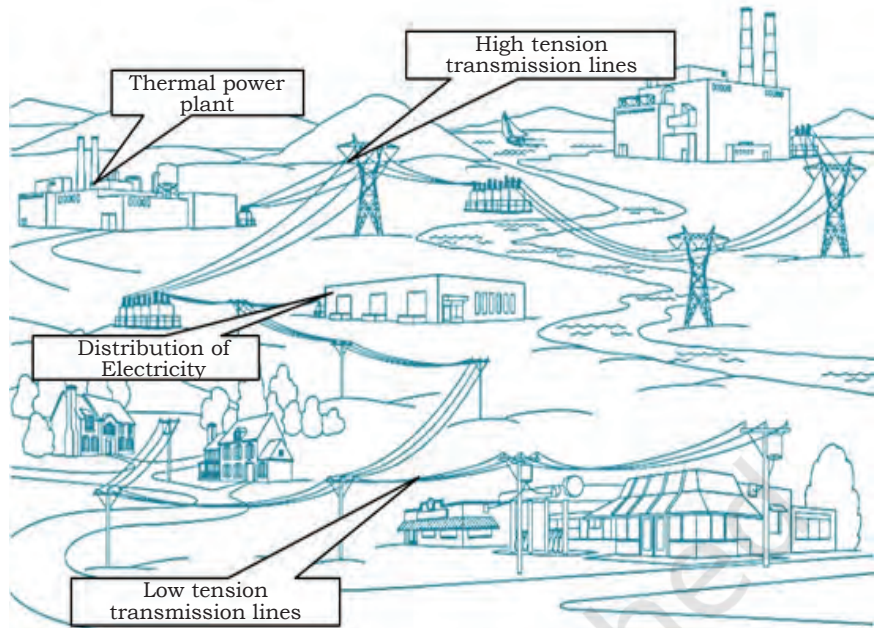 High tension
transmission lines
Thermal power
plant
Distribution of
Electricity
Low tension
transmission lines